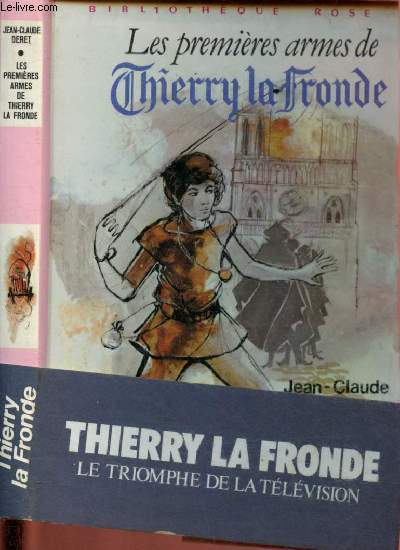 © Le-livre.com
BIBLIOTHÈQUE ROSE
Les premières armes de
Thierry la Fronde
Jean-Claude
THIERRY LA FRONDE
LE TRIOMPHE DE LA TÉLÉVISION
JEAN-CLAUDE
DERET
LES
PREMIÈRES
ARMES
DE
THIERRY
LA FRONDE
Thierry
la Fronde